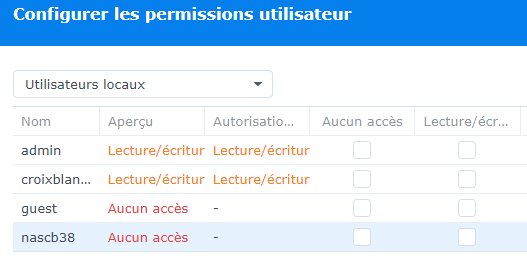 Configurer les permissions utilisateur
Utilisateurs locaux
Nom Aperçu Autorisatio... Aucun accès Lecture/écr...
admin Lecture/écritur Lecture/écritur
croixblan... Lecture/écritur Lecture/écritur
guest Aucun accès -
nascb38 Aucun accès -